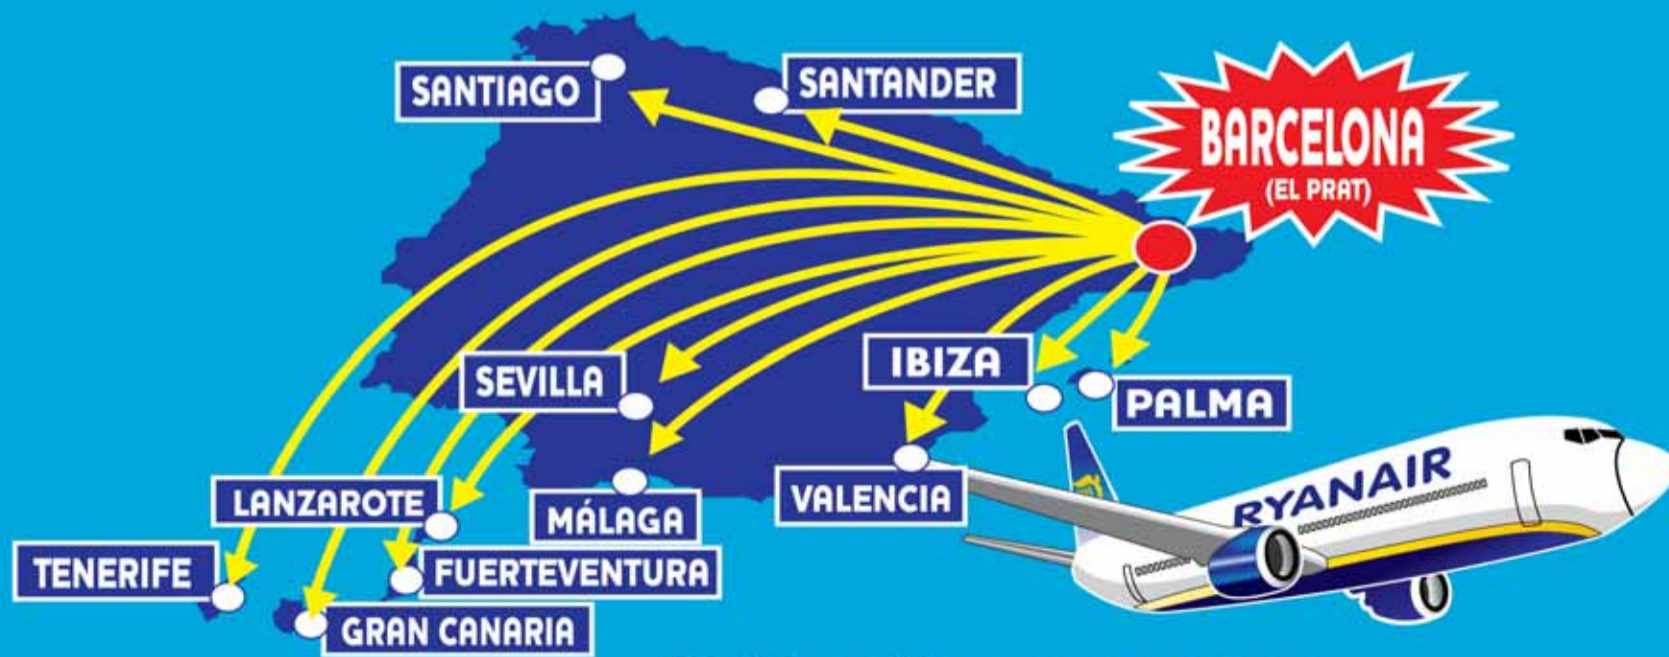 SANTIAGO
SANTANDER
BARCELONA
(EL PRAT)
SEVILLA
IBIZA
PALMA
LANZAROTE
MÁLAGA
VALENCIA
RYANAIR
TENERIFE
FUERTEVENTURA
GRAN CANARIA